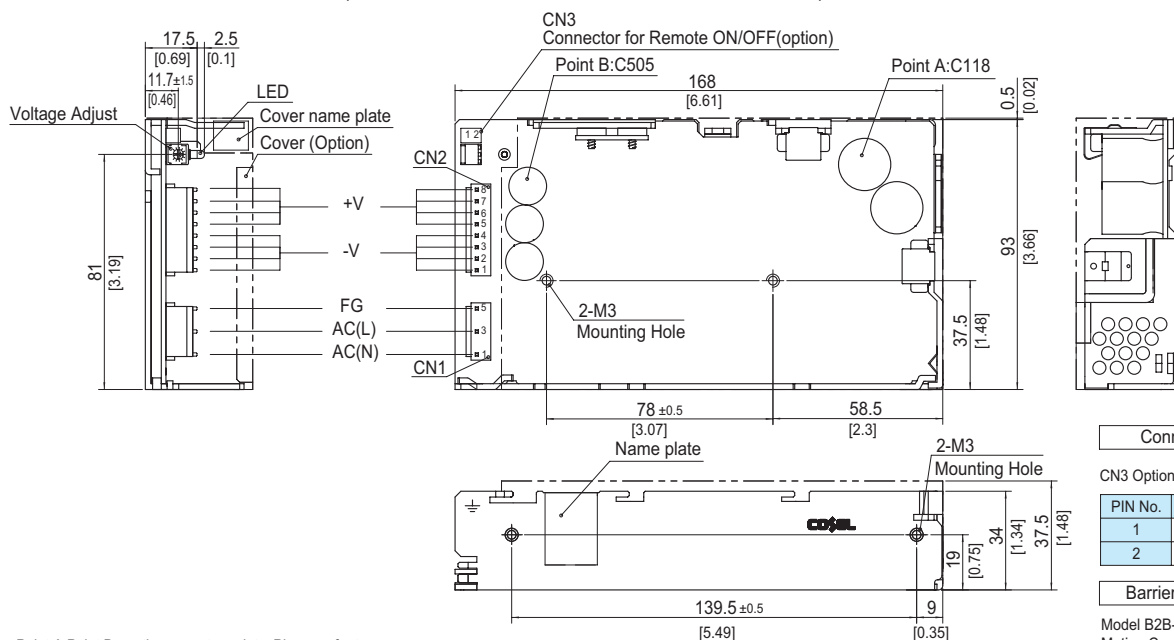 17.5
[0.69]
2.5
[0.1]
11.7±1.5
[0.46]
Voltage Adjust
LED
Cover name plate
Cover (Option)
81
[3.19]
+V
-V
FG
AC(L)
AC(N)
CN3
Connector for Remote ON/OFF(option)
Point B:C505
Point A:C118
168
[6.61]
0.5
[0.02]
1 2
CN2
8
7
6
5
4
3
2
1
5
3
1
CN1
2-M3
Mounting Hole
93
[3.66]
37.5
[1.48]
78 ±0.5
[3.07]
58.5
[2.3]
Name plate
2-M3
Mounting Hole
COSEL
19
[0.75]
34
[1.34]
37.5
[1.48]
139.5 ±0.5
[5.49]
9
[0.35]
Conn
CN3 Option
PIN No.
1
2
Barrier
Model B2B-